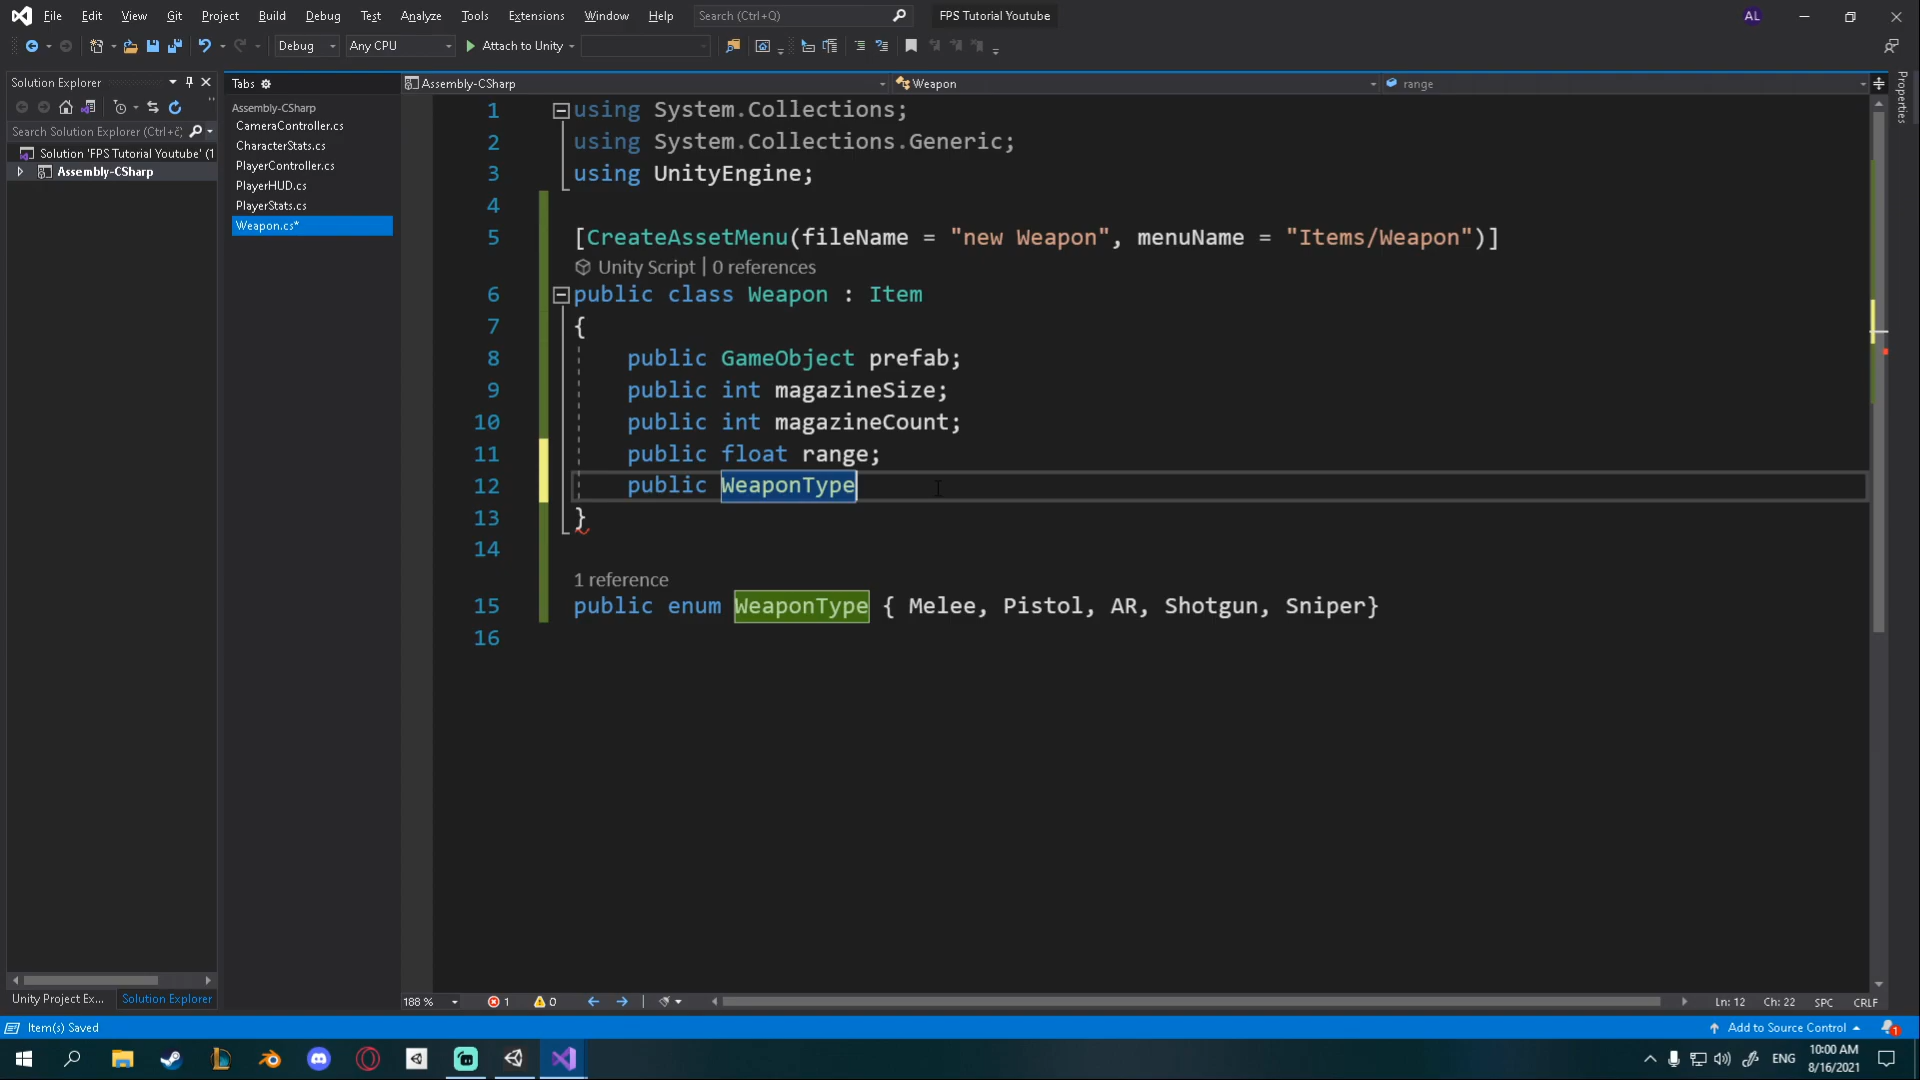 File Edit View Git Project Build Debug Test Analyze Tools Extensions Window Help Search (Ctrl+Q) FPS Tutorial Youtube AL
Debug Any CPU Attach to Unity
Solution Explorer
Search Solution Explorer (Ctrl+č)
Solution 'FPS Tutorial Youtube' (1
Assembly-CSharp
Tabs
Assembly-CSharp
CameraController.cs
CharacterStats.cs
PlayerController.cs
PlayerHUD.cs
PlayerStats.cs
Weapon.cs*
Assembly-CSharp Weapon range
1 using System.Collections;
2 using System.Collections.Generic;
3 using UnityEngine;
4
5 [CreateAssetMenu(fileName = "new Weapon", menuName = "Items/Weapon")]
Unity Script | 0 references
6 public class Weapon : Item
7 {
8 public GameObject prefab;
9 public int magazineSize;
10 public int magazineCount;
11 public float range;
12 public WeaponType
13 }
14
1 reference
15 public enum WeaponType { Melee, Pistol, AR, Shotgun, Sniper}
16
Properties
Unity Project Ex... Solution Explorer
188 % 1 0 Ln: 12 Ch: 22 SPC CRLF
Item(s) Saved Add to Source Control 1
ENG 10:00 AM
8/16/2021